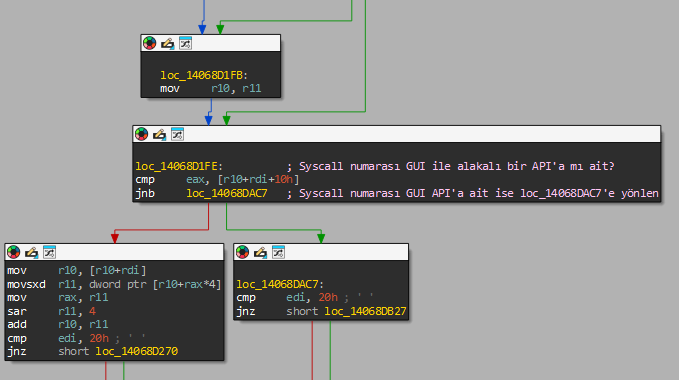 loc_14068D1FB:
mov r10, r11
loc_14068D1FE: ; Syscall numarası GUI ile alakalı bir API'a mı ait?
cmp eax, [r10+rdi+10h]
jnb loc_14068DAC7 ; Syscall numarası GUI API'a ait ise loc_14068DAC7'e yönlen
mov r10, [r10+rdi]
movsxd r11, dword ptr [r10+rax*4]
mov rax, r11
sar r11, 4
add r10, r11
cmp edi, 20h ; ' '
jnz short loc_14068D270
loc_14068DAC7:
cmp edi, 20h ; ' '
jnz short loc_14068DB27